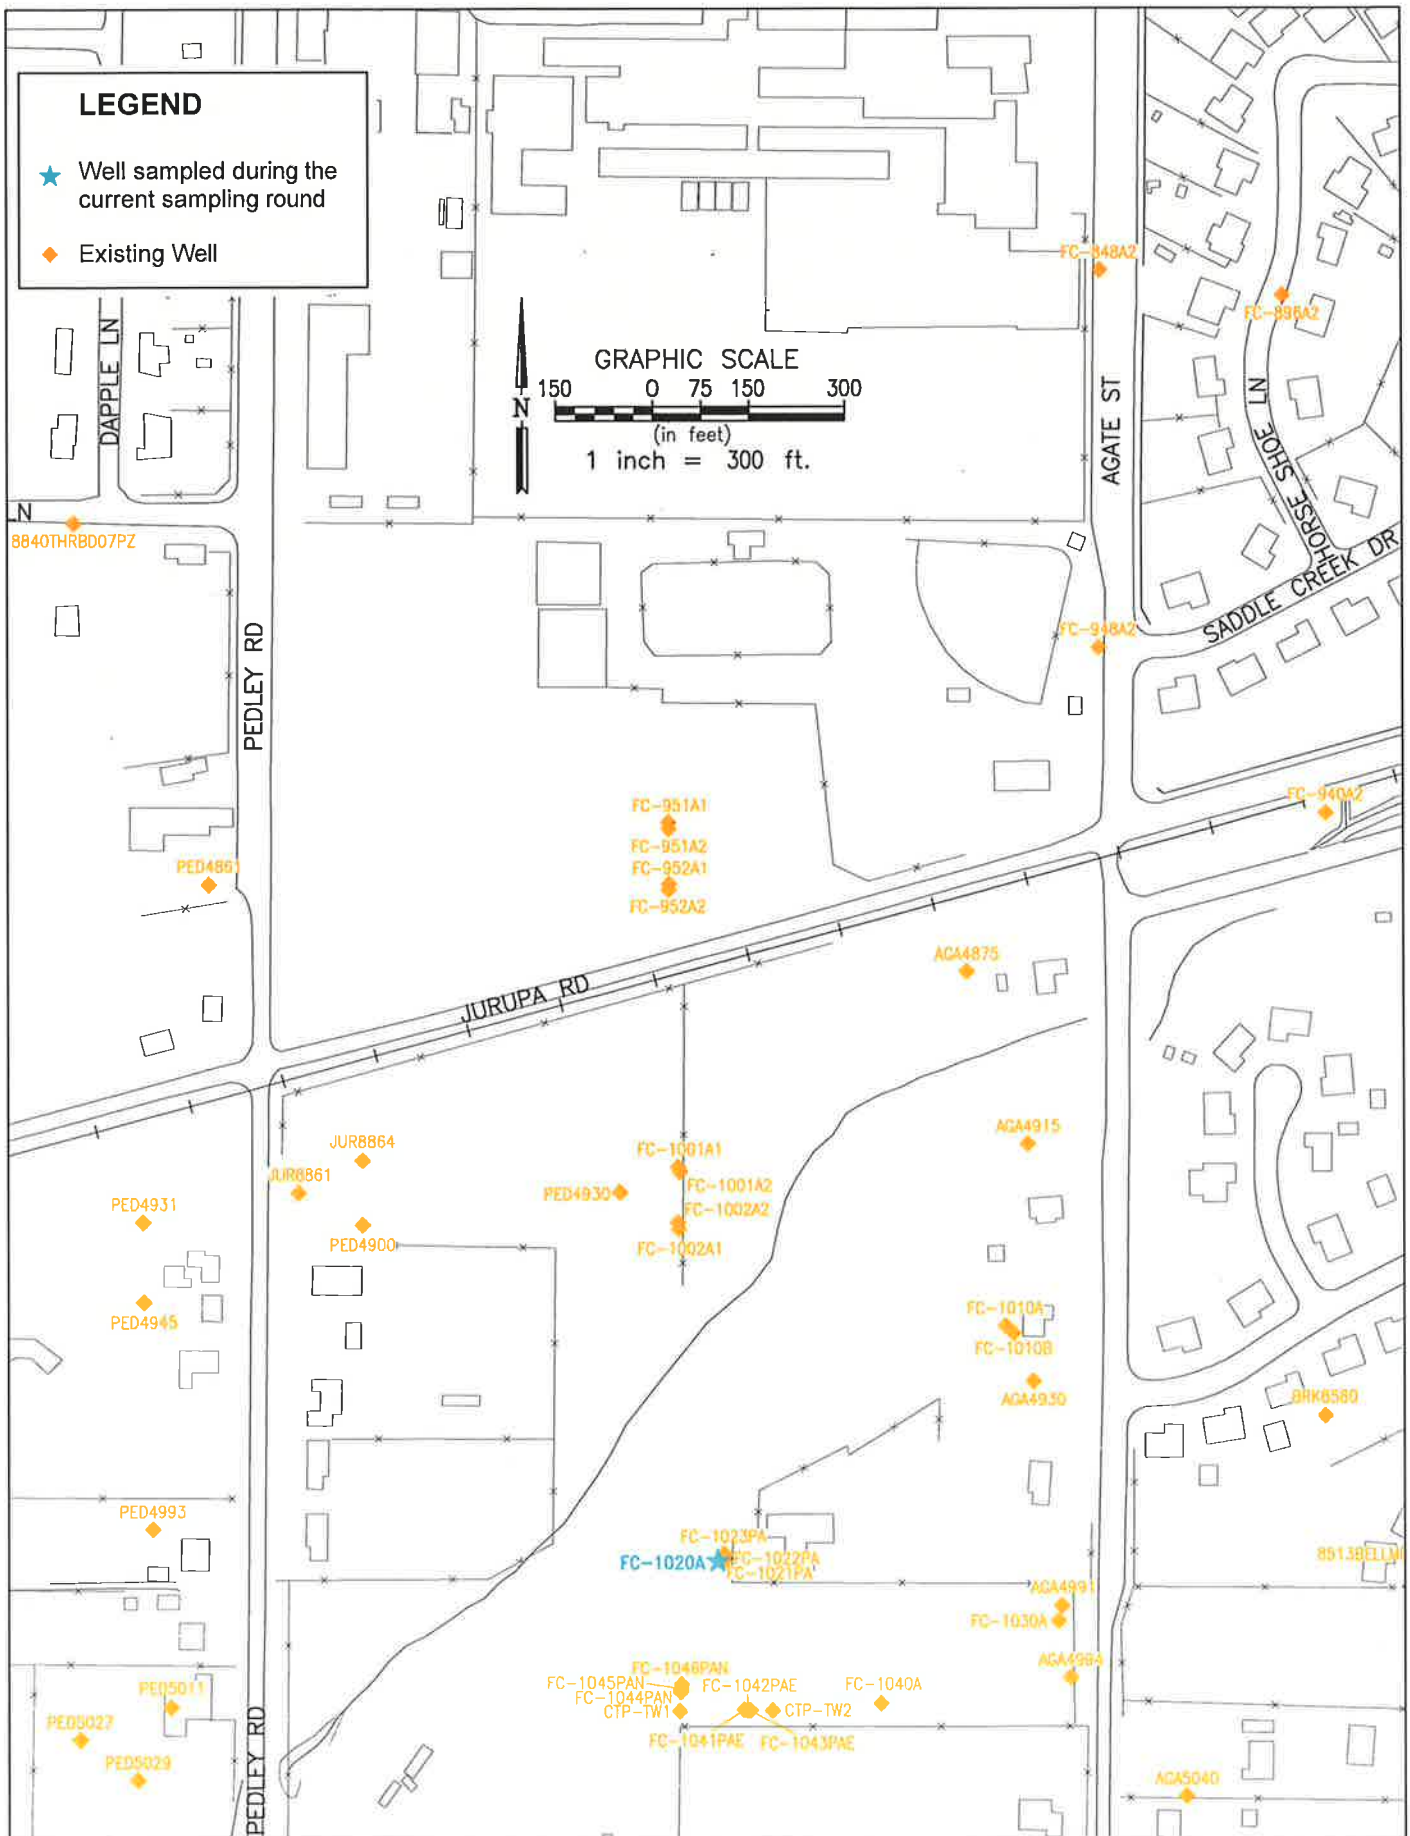 LEGEND
Well sampled during the
current sampling round
Existing Well
FC-848A2
FC-896A2
DAPPLE LN
GRAPHIC SCALE
150 0 75 150 300
N
(in feet)
1 inch = 300 ft.
AGATE ST
HORSE SHOE LN
LN
8840THRBD07PZ
SADDLE CREEK DR
PEDLEY RD
FC-948A2
FC-940A2
FC-951A1
FC-951A2
FC-952A1
FC-952A2
PED4861
AGA4875
JURUPA RD
AGA4915
JUR8864
FC-1001A1
JUR8861
FC-1001A2
PED4930
PED4931
FC-1002A2
PED4900
FC-1002A1
PED4945
FC-1010A
FC-1010B
AGA4930
BRK8580
PED4993
FC-1023PA
FC-1020A
FC-1022PA
FC-1021PA
AGA4991
FC-1030A
AGA4994
FC-1046PAN
FC-1045PAN
FC-1042PAE
FC-1040A
FC-1044PAN
CTP-TW1
CTP-TW2
FC-1041PAE
FC-1043PAE
PED5011
PED5027
PED5029
PEDLEY RD
AGA5040